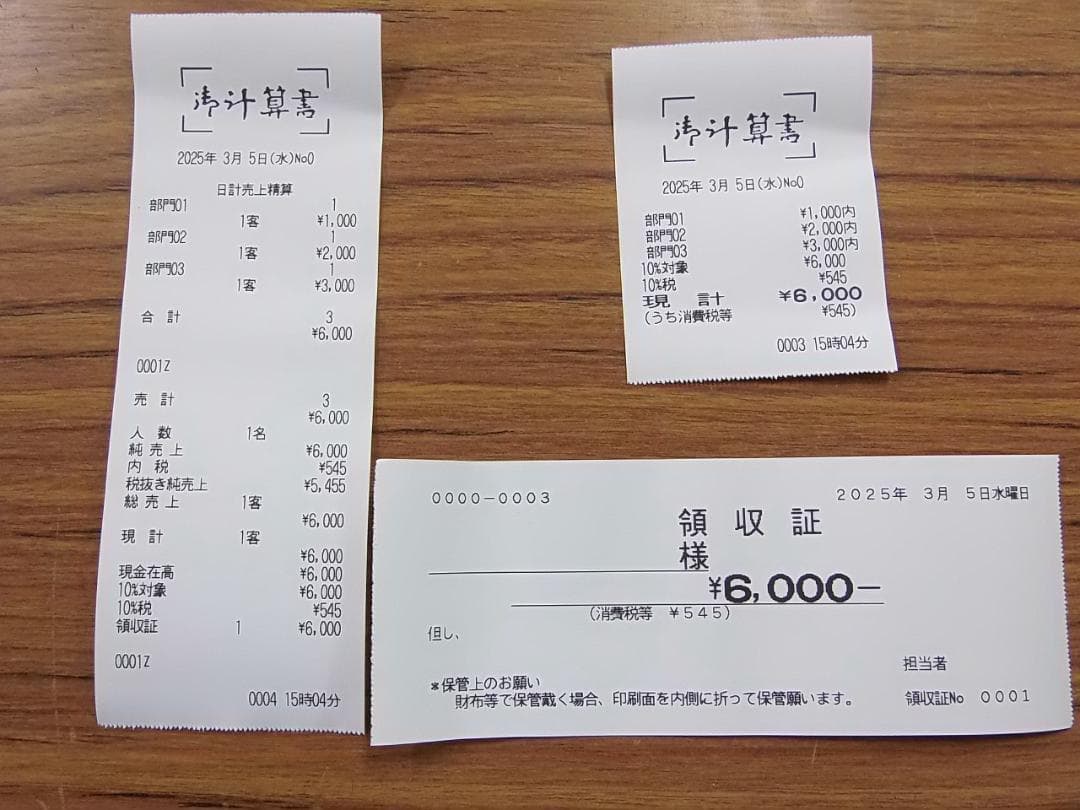 御計算書
2025年 3月 5日(水)No0
日計売上精算
部門01 1
1客 ¥1,000
部門02 1
1客 ¥2,000
部門03 1
1客 ¥3,000
合 計 3
¥6,000
0001Z
売 計 3
¥6,000
人 数 1名
純 売 上 ¥6,000
内 税 ¥545
税抜き純売上 ¥5,455
総 売 上 1客
¥6,000
現 計 1客
¥6,000
現金在高 ¥6,000
10%対象 ¥6,000
10%税 ¥545
領収証 1 ¥6,000
0001Z
0004 15時04分
御計算書
2025年 3月 5日(水)No0
部門01 ¥1,000内
部門02 ¥2,000内
部門03 ¥3,000内
10%対象 ¥6,000
10%税 ¥545
現 計 ¥6,000
(うち消費税等 ¥545)
0003 15時04分
0000-0003 2025年 3月 5日水曜日
領 収 証
様
¥6,000-
(消費税等 ¥545)
但し、
担当者
*保管上のお願い
財布等で保管戴く場合、印刷面を内側に折って保管願います。 領収証No 0001